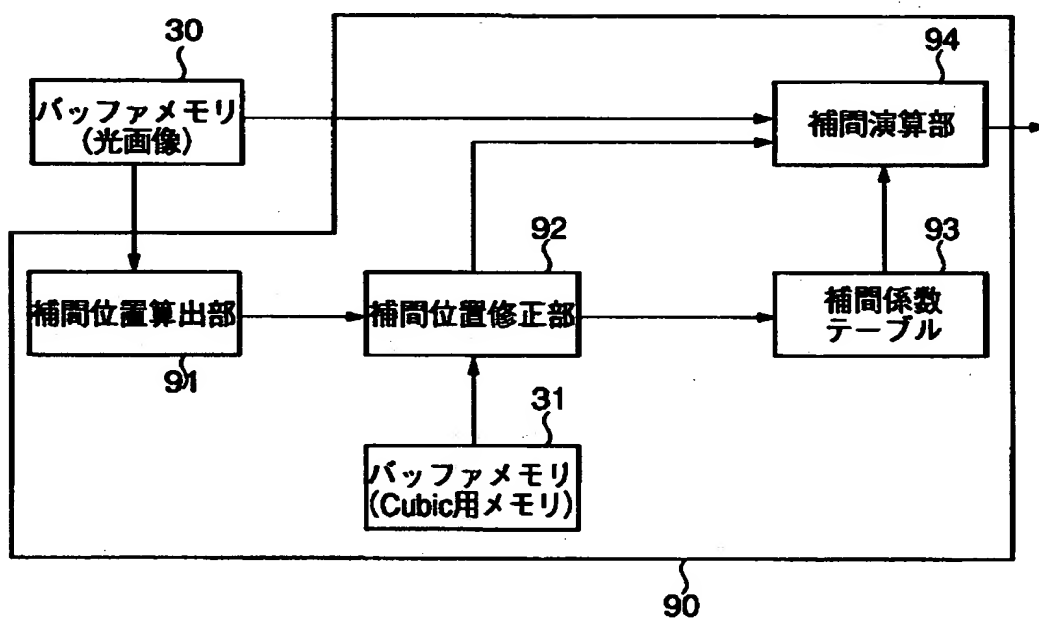 30
バッファメモリ
(光画像)
94
補間演算部
92
93
補間位置算出部
91
補間位置修正部
補間係数
テーブル
31
バッファメモリ
(Cubic用メモリ)
90